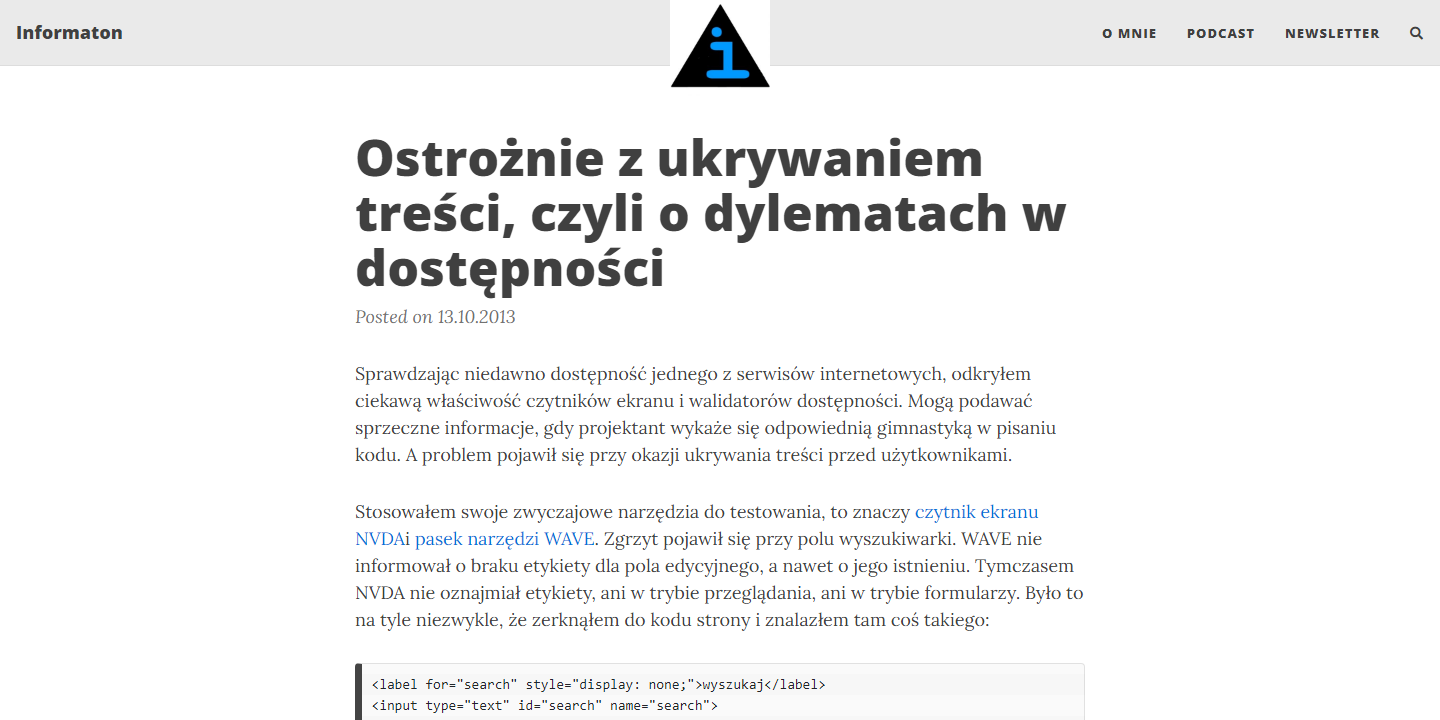 Informaton
i
O MNIE
PODCAST
NEWSLETTER
Ostrożnie z ukrywaniem
treści, czyli o dylematach w
dostępności
Posted on 13.10.2013
Sprawdzając niedawno dostępność jednego z serwisów internetowych, odkryłem
ciekawą właściwość czytników ekranu i walidatorów dostępności. Mogą podawać
sprzeczne informacje, gdy projektant wykaże się odpowiednią gimnastyką w pisaniu
kodu. A problem pojawił się przy okazji ukrywania treści przed użytkownikami.
Stosowałem swoje zwyczajowe narzędzia do testowania, to znaczy czytnik ekranu
NVDAi pasek narzędzi WAVE. Zgrzyt pojawił się przy polu wyszukiwarki. WAVE nie
informował o braku etykiety dla pola edycyjnego, a nawet o jego istnieniu. Tymczasem
NVDA nie oznajmiał etykiety, ani w trybie przeglądania, ani w trybie formularzy. Było to
na tyle niezwykle, że zerknąłem do kodu strony i znalazłem tam coś takiego:
<label for="search" style="display: none;">wyszukaj</label>
<input type="text" id="search" name="search">